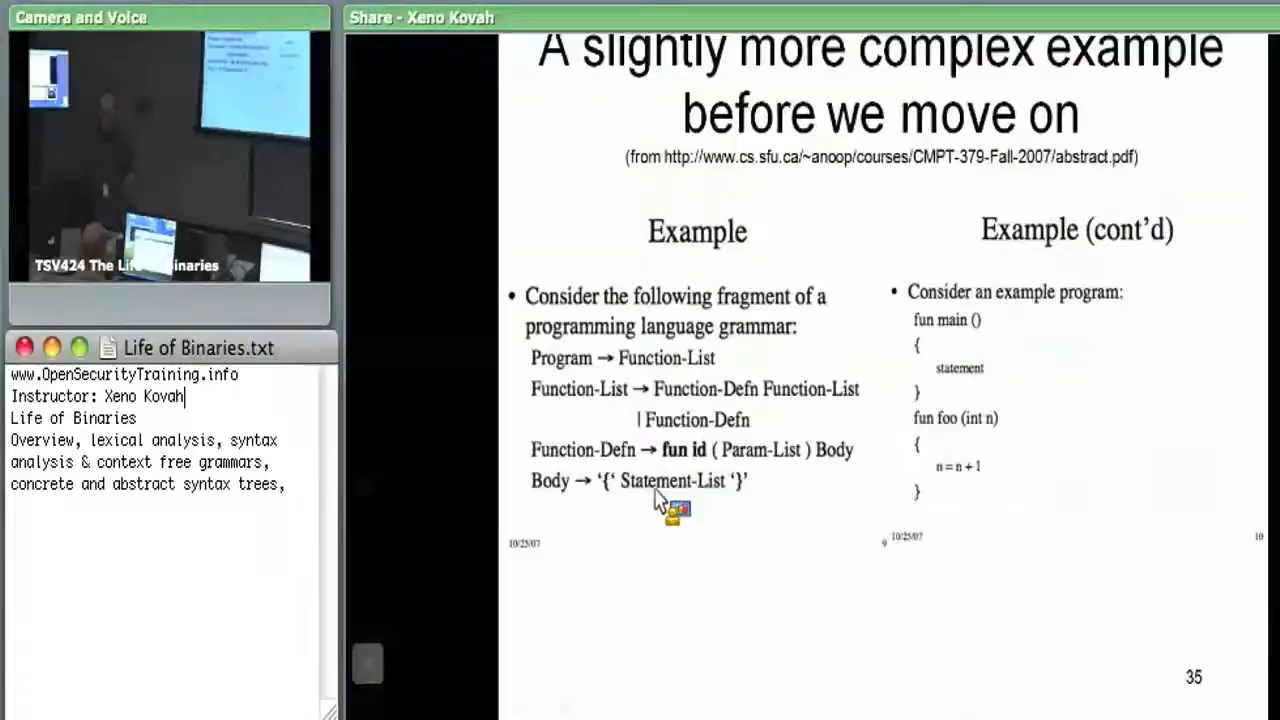 Camera and Voice
TSV424 The Life of Binaries
Life of Binaries.txt
www.OpenSecurityTraining.info
Instructor: Xeno Kovah
Life of Binaries
Overview, lexical analysis, syntax
analysis & context free grammars,
concrete and abstract syntax trees,
Share - Xeno Kovah
A slightly more complex example
before we move on
(from http://www.cs.sfu.ca/~anoop/courses/CMPT-379-Fall-2007/abstract.pdf)
Example
• Consider the following fragment of a
programming language grammar:
Program → Function-List
Function-List → Function-Defn Function-List
| Function-Defn
Function-Defn → fun id ( Param-List ) Body
Body → ‘{‘ Statement-List ‘}’
10/25/07
9
Example (cont’d)
• Consider an example program:
fun main ()
{
statement
}
fun foo (int n)
{
n = n + 1
}
10/25/07
10
35